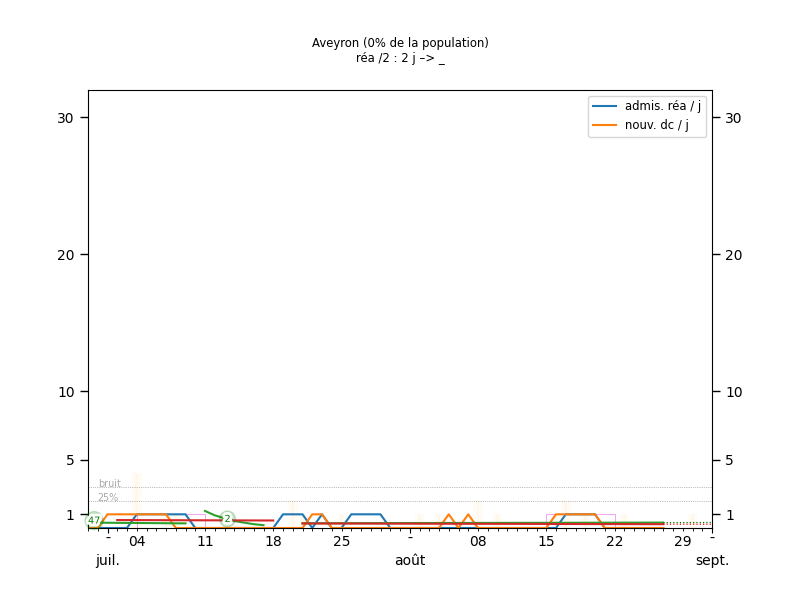 Aveyron (0% de la population)
réa /2 : 2 j –> _
admis. réa / j
nouv. dc / j
30 30
20 20
10 10
5 5
bruit
25%
1 1
47 2
- 04 11 18 25 - 08 15 22 29 -
juil. août sept.